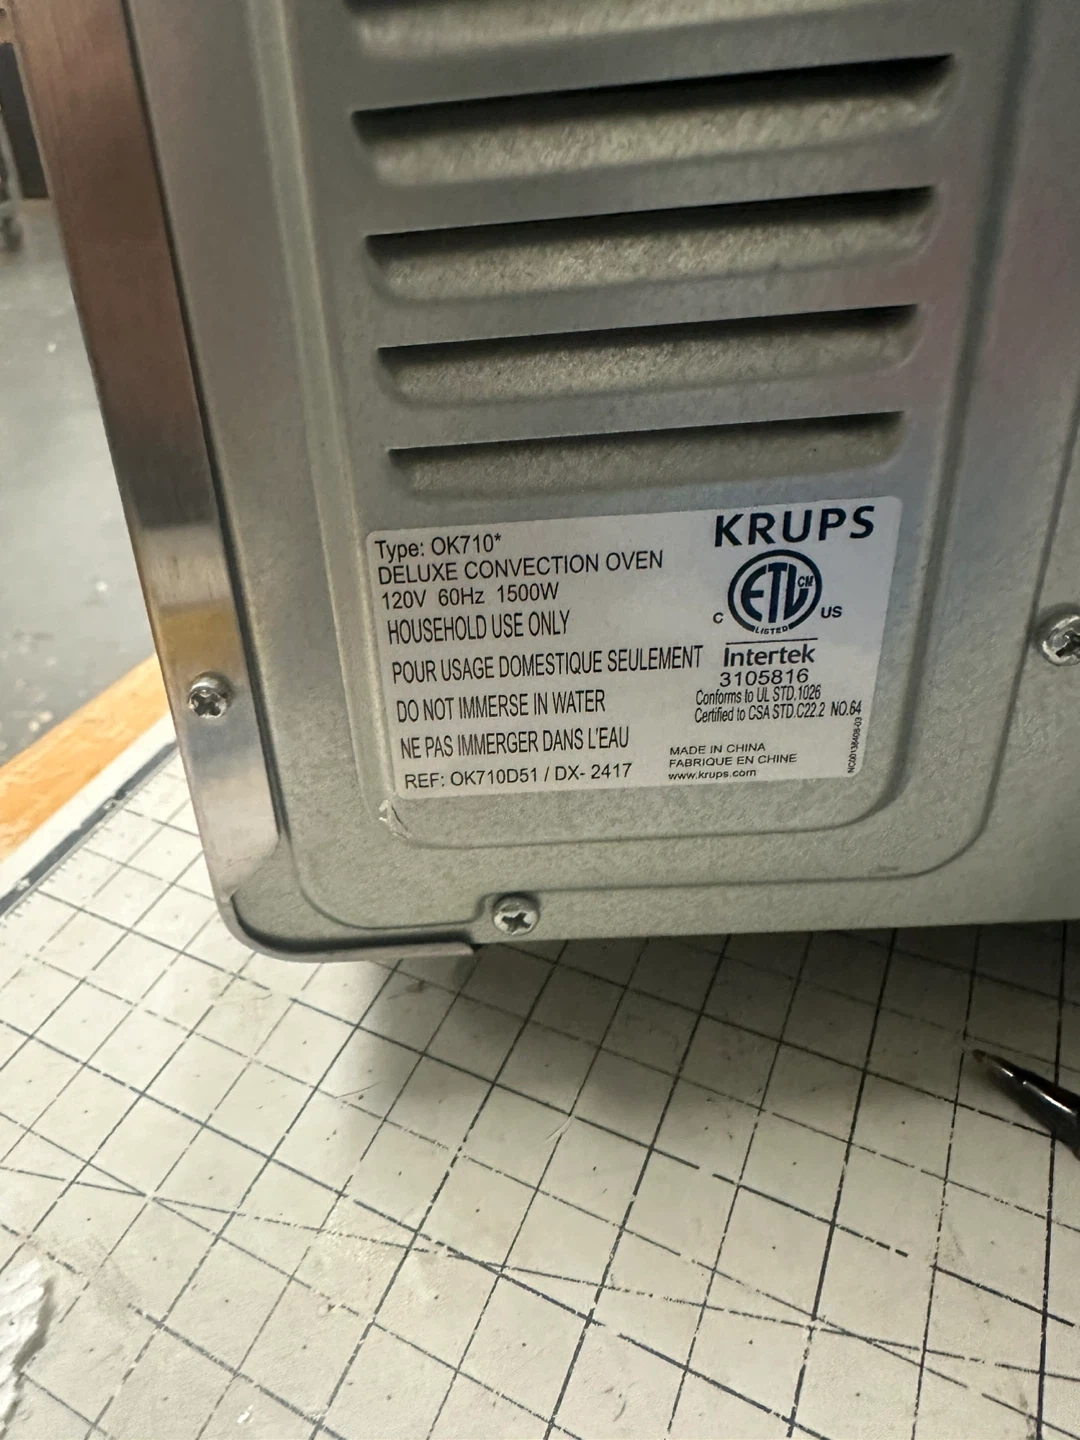 Type: OK710*
DELUXE CONVECTION OVEN
120V 60Hz 1500W
HOUSEHOLD USE ONLY
POUR USAGE DOMESTIQUE SEULEMENT
DO NOT IMMERSE IN WATER
NE PAS IMMERGER DANS L'EAU
REF: OK710D51 / DX- 2417
KRUPS
ETL CM
LISTED
C US
Intertek
3105816
Conforms to UL STD.1026
Certified to CSA STD.C22.2 NO.64
MADE IN CHINA
FABRIQUE EN CHINE
www.krups.com